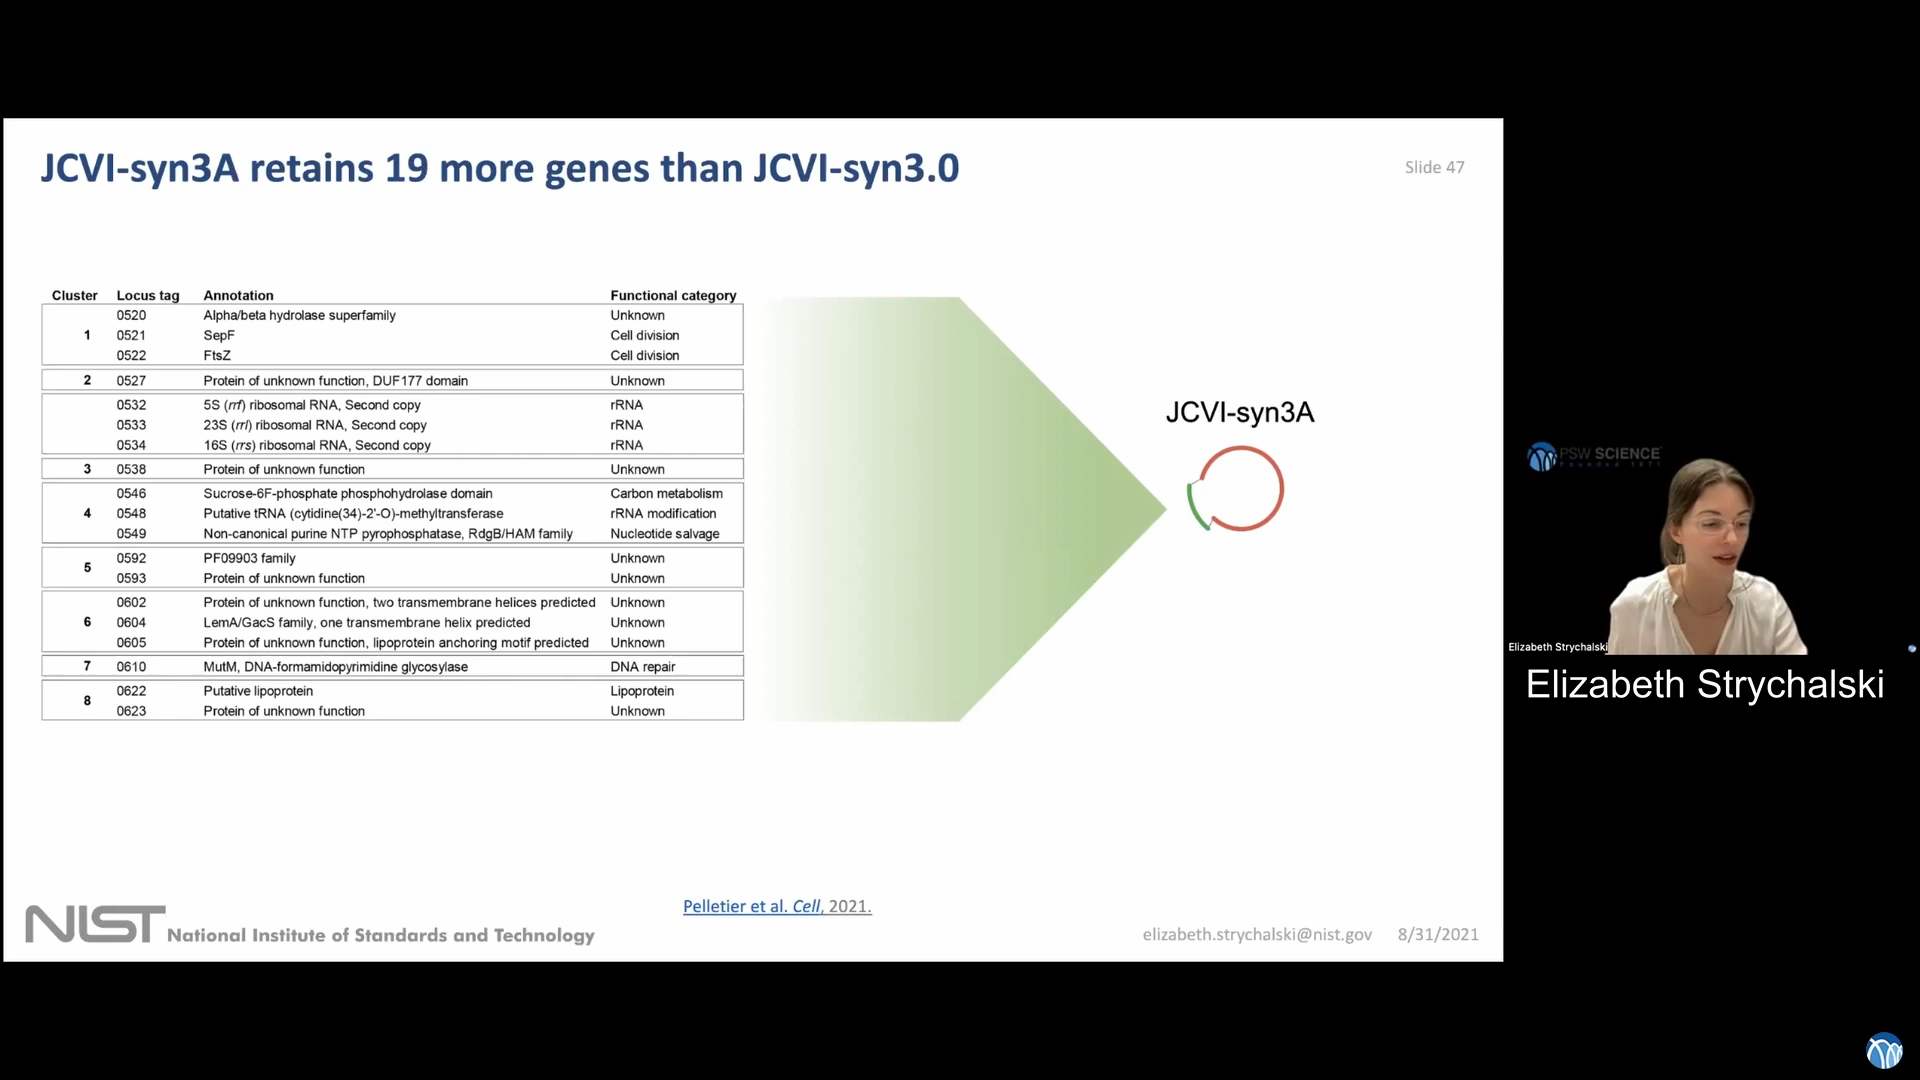 JCVI-syn3A retains 19 more genes than JCVI-syn3.0
Slide 47
Cluster Locus tag Annotation Functional category
0520 Alpha/beta hydrolase superfamily Unknown
1 0521 SepF Cell division
0522 FtsZ Cell division
2 0527 Protein of unknown function, DUF177 domain Unknown
0532 5S (rrf) ribosomal RNA, Second copy rRNA
0533 23S (rrl) ribosomal RNA, Second copy rRNA
0534 16S (rrs) ribosomal RNA, Second copy rRNA
3 0538 Protein of unknown function Unknown
0546 Sucrose-6F-phosphate phosphohydrolase domain Carbon metabolism
4 0548 Putative tRNA (cytidine(34)-2'-O)-methyltransferase rRNA modification
0549 Non-canonical purine NTP pyrophosphatase, RdgB/HAM family Nucleotide salvage
5 0592 PF09903 family Unknown
0593 Protein of unknown function Unknown
0602 Protein of unknown function, two transmembrane helices predicted Unknown
6 0604 LemA/GacS family, one transmembrane helix predicted Unknown
0605 Protein of unknown function, lipoprotein anchoring motif predicted Unknown
7 0610 MutM, DNA-formamidopyrimidine glycosylase DNA repair
8 0622 Putative lipoprotein Lipoprotein
0623 Protein of unknown function Unknown
JCVI-syn3A
Pelletier et al. Cell, 2021.
NIST National Institute of Standards and Technology
elizabeth.strychalski@nist.gov 8/31/2021
PSW SCIENCE
Elizabeth Strychalski
Elizabeth Strychalski